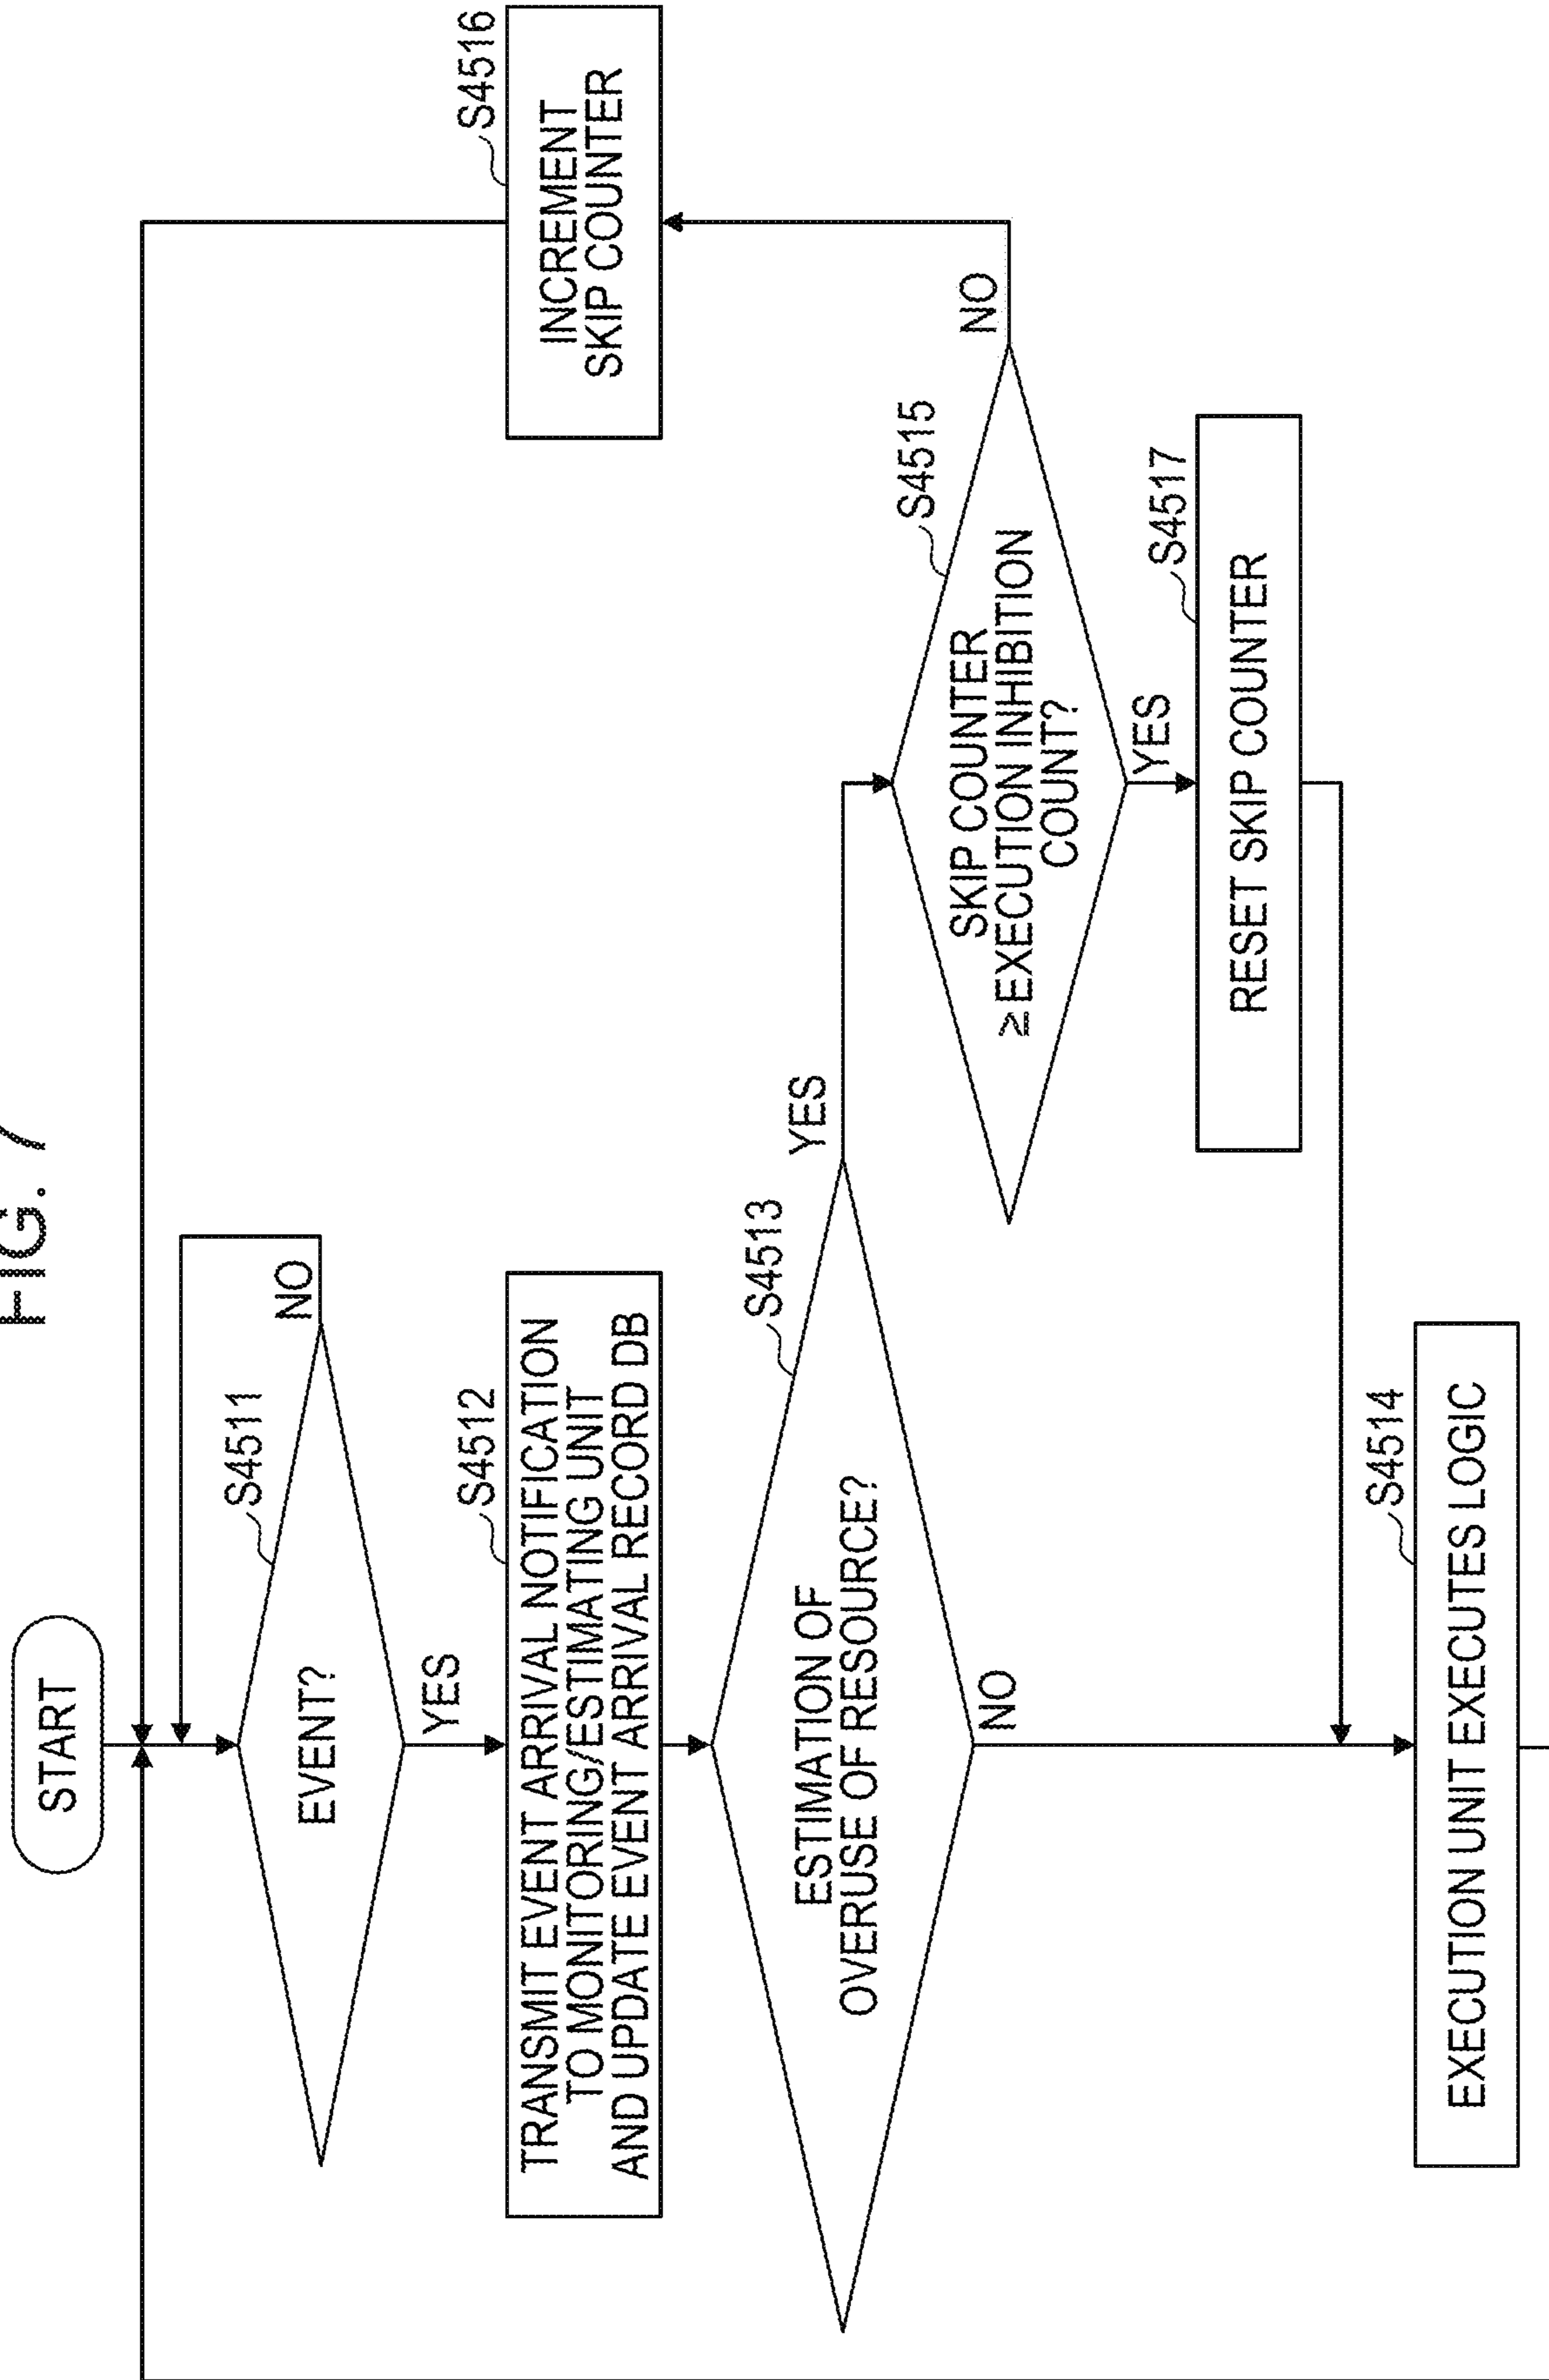 FIG. 7
START
S4511
EVENT?
NO
YES
S4512
TRANSMIT EVENT ARRIVAL NOTIFICATION
TO MONITORING/ESTIMATING UNIT
AND UPDATE EVENT ARRIVAL RECORD DB
S4513
ESTIMATION OF
OVERUSE OF RESOURCE?
YES
NO
S4514
EXECUTION UNIT EXECUTES LOGIC
S4515
SKIP COUNTER
≥ EXECUTION INHIBITION
COUNT?
NO
YES
S4516
INCREMENT
SKIP COUNTER
S4517
RESET SKIP COUNTER